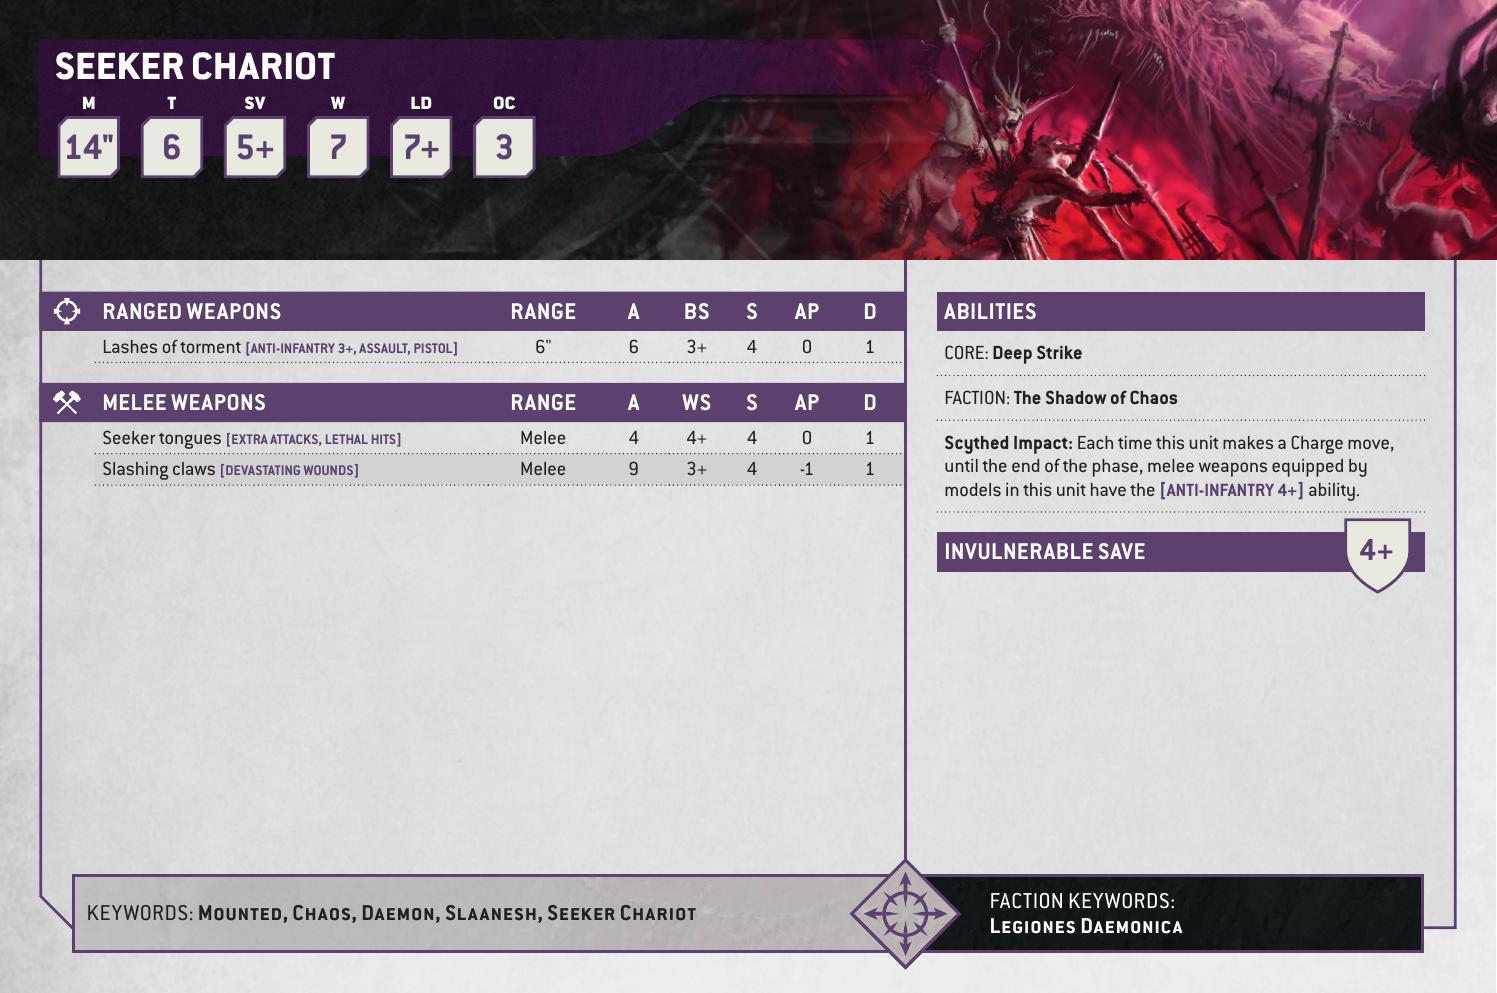 SEEKER CHARIOT
M T SV W LD OC
14" 6 5+ 7 7+ 3
RANGED WEAPONS RANGE A BS S AP D
Lashes of torment [ANTI-INFANTRY 3+, ASSAULT, PISTOL] 6" 6 3+ 4 0 1
MELEE WEAPONS RANGE A WS S AP D
Seeker tongues [EXTRA ATTACKS, LETHAL HITS] Melee 4 4+ 4 0 1
Slashing claws [DEVASTATING WOUNDS] Melee 9 3+ 4 -1 1
ABILITIES
CORE: Deep Strike
FACTION: The Shadow of Chaos
Scythed Impact: Each time this unit makes a Charge move,
until the end of the phase, melee weapons equipped by
models in this unit have the [ANTI-INFANTRY 4+] ability.
INVULNERABLE SAVE 4+
KEYWORDS: Mounted, Chaos, Daemon, Slaanesh, Seeker Chariot
FACTION KEYWORDS:
Legiones Daemonica